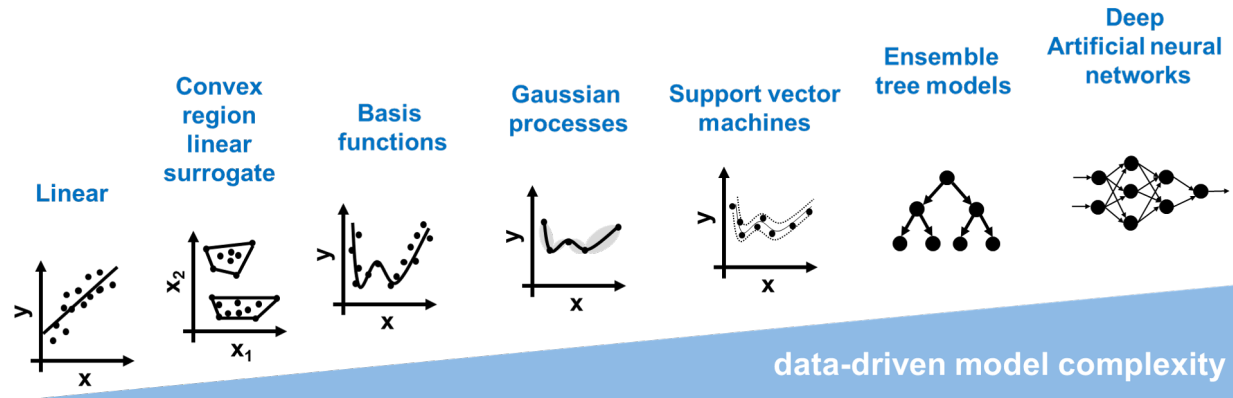 Linear
y
x
Convex
region
linear
surrogate
x₂
x₁
Basis
functions
y
x
Gaussian
processes
y
x
Support vector
machines
y
x
Ensemble
tree models
Deep
Artificial neural
networks
data-driven model complexity